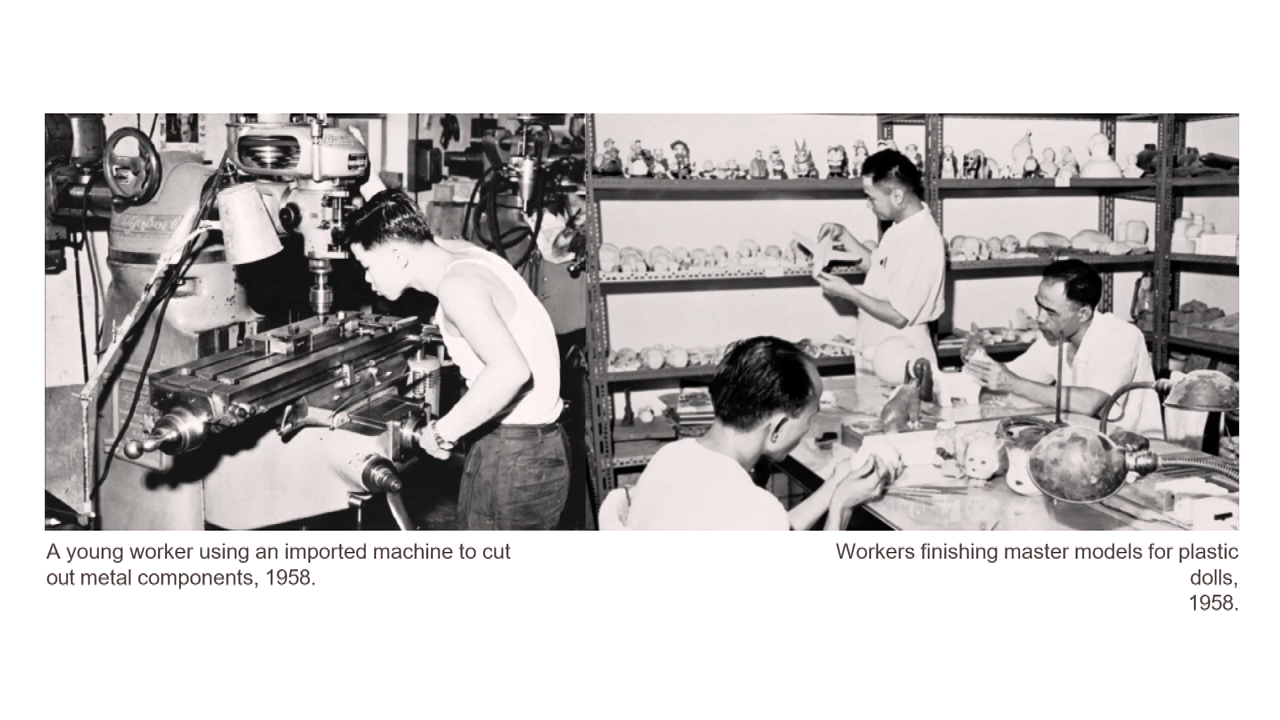 A young worker using an imported machine to cut
out metal components, 1958.
Workers finishing master models for plastic
dolls,
1958.